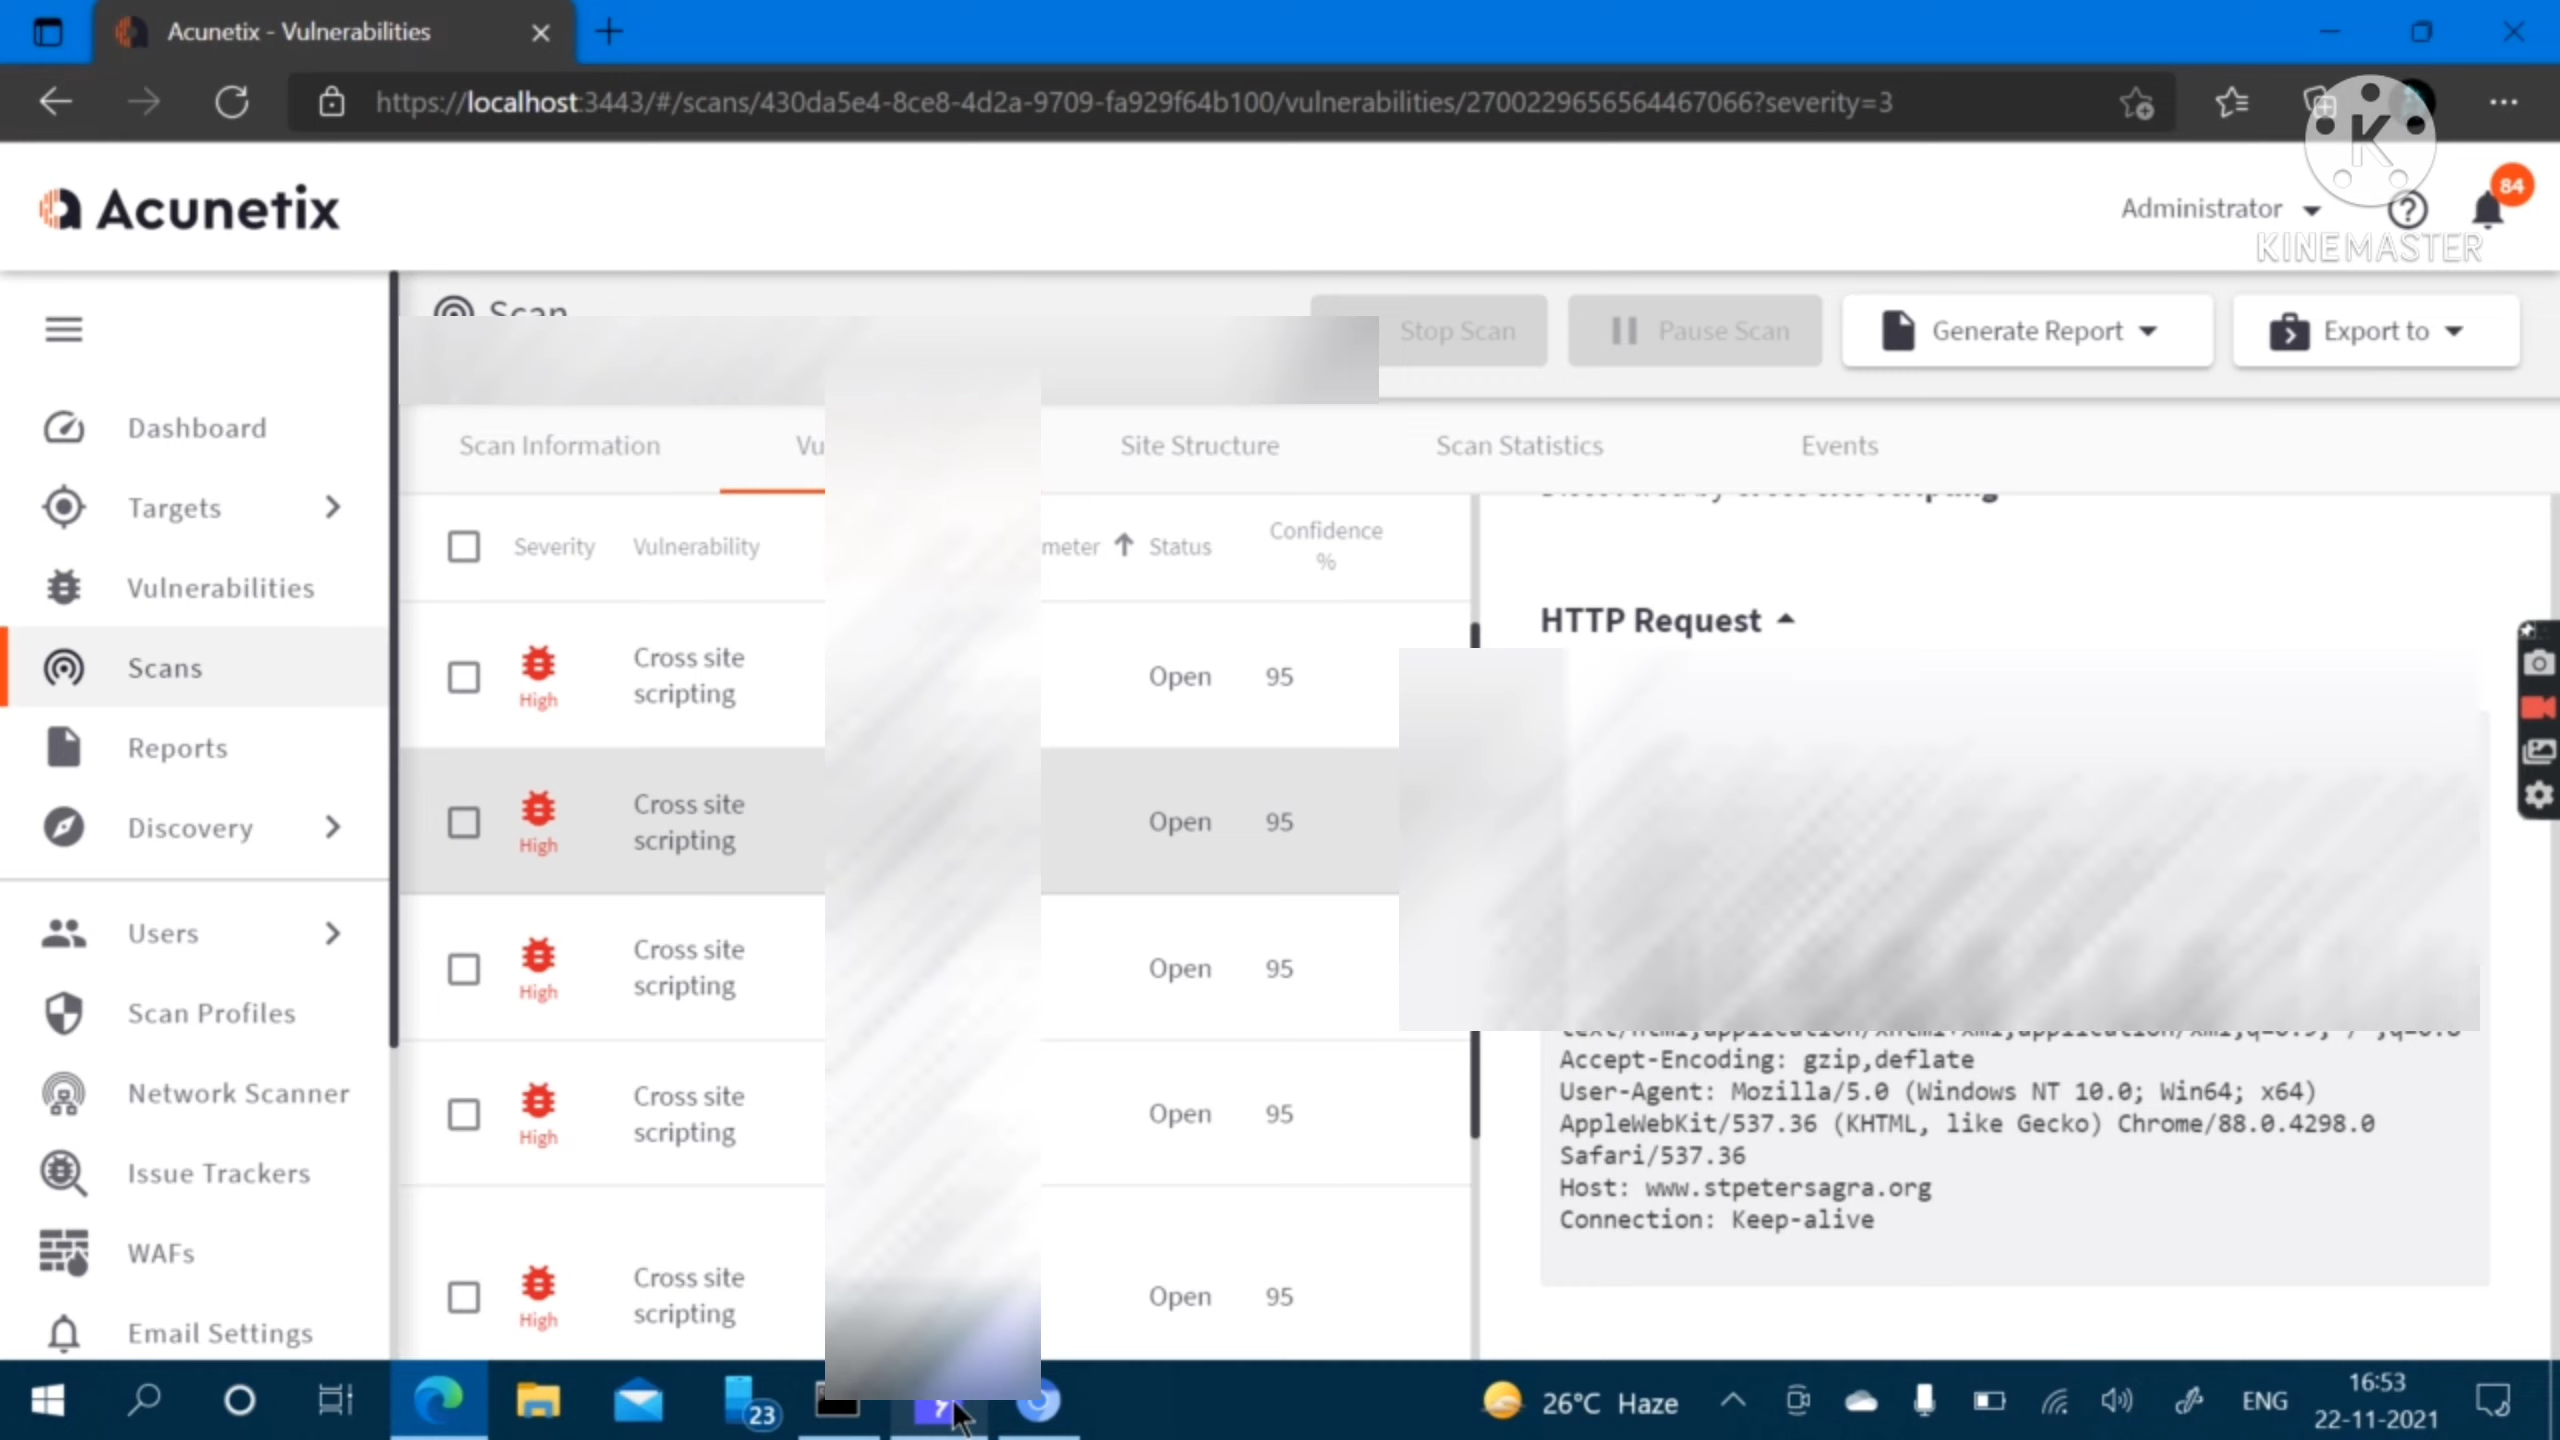 Acunetix - Vulnerabilities
https://localhost:3443/#/scans/430da5e4-8ce8-4d2a-9709-fa929f64b100/vulnerabilities/2700229656564467066?severity=3
Acunetix
Administrator
84
KINEMASTER
Scan
Stop Scan
Pause Scan
Generate Report
Export to
Dashboard
Targets
Vulnerabilities
Scans
Reports
Discovery
Users
Scan Profiles
Network Scanner
Issue Trackers
WAFs
Email Settings
Scan Information
Vu
Site Structure
Scan Statistics
Events
Severity
Vulnerability
meter
Status
Confidence %
High
Cross site scripting
Open
95
High
Cross site scripting
Open
95
High
Cross site scripting
Open
95
High
Cross site scripting
Open
95
High
Cross site scripting
Open
95
HTTP Request
Accept-Encoding: gzip,deflate
User-Agent: Mozilla/5.0 (Windows NT 10.0; Win64; x64)
AppleWebKit/537.36 (KHTML, like Gecko) Chrome/88.0.4298.0
Safari/537.36
Host: www.stpetersagra.org
Connection: Keep-alive
23
26°C Haze
ENG
16:53
22-11-2021